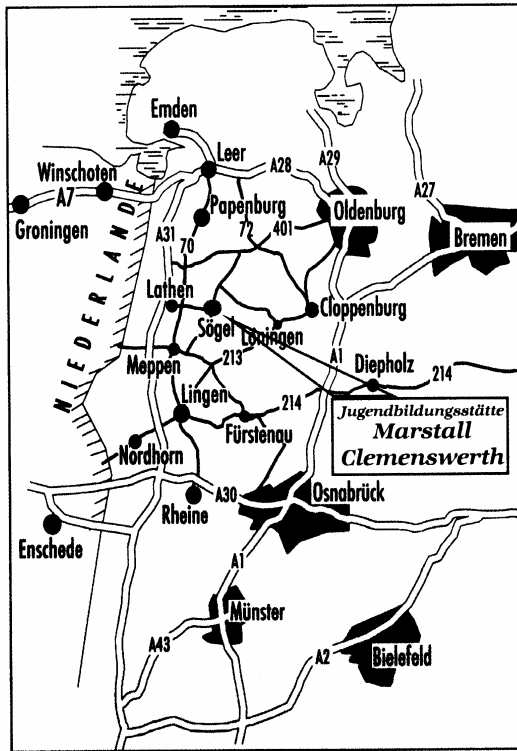 Emden
Leer
A28
A29
A27
Winschoten
A7
Groningen
Papenburg
Oldenburg
Bremen
A31
70
72
401
NIEDERLANDE
Lathen
Sögel
Cloppenburg
Löningen
A1
Meppen
213
Diepholz
214
Lingen
214
Fürstenau
Jugendbildungsstätte
Marstall
Clemenswerth
Nordhorn
A30
Osnabrück
Rheine
Enschede
A1
Münster
A43
A2
Bielefeld